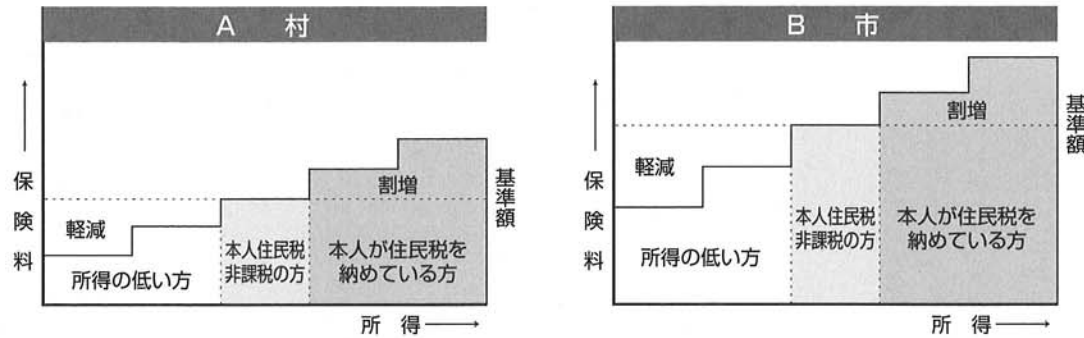 A 村
保険料
基準額
軽減
割増
所得の低い方
本人住民税
非課税の方
本人が住民税を
納めている方
所 得
B 市
保険料
基準額
軽減
割増
所得の低い方
本人住民税
非課税の方
本人が住民税を
納めている方
所 得